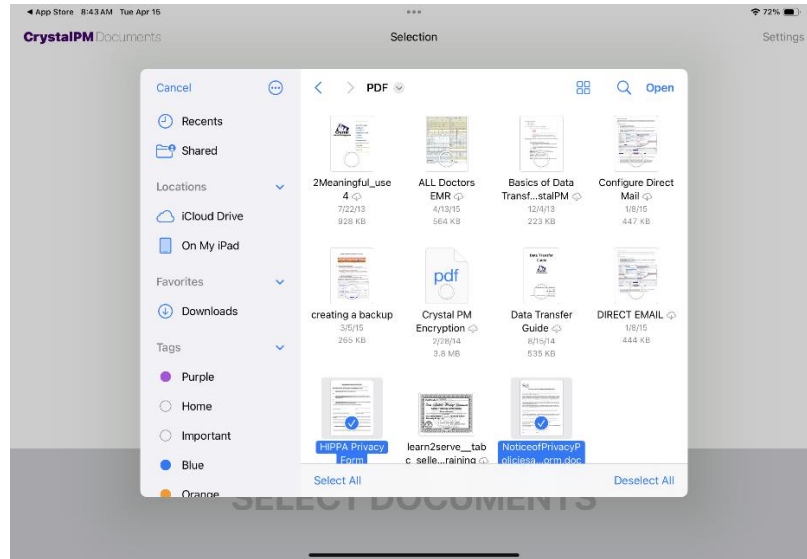 ◀ App Store 8:43 AM Tue Apr 15
72%
CrystalPM Documents
Selection
Settings
Cancel
PDF
Open
Recents
Shared
Locations
iCloud Drive
On My iPad
Favorites
Downloads
Tags
Purple
Home
Important
Blue
Orange
2Meaningful_use
4
7/22/13
928 KB
ALL Doctors
EMR
4/13/15
564 KB
Basics of Data
Transf...stalPM
12/4/13
223 KB
Configure Direct
Mail
1/8/15
447 KB
creating a backup
3/5/15
265 KB
pdf
Crystal PM
Encryption
2/28/14
3.8 MB
Data Transfer
Guide
Data Transfer
Guide
8/15/14
535 KB
DIRECT EMAIL
1/8/15
444 KB
HIPPA Privacy
Form
learn2serve__tab
c_selle...raining
NoticeofPrivacyP
oliciesa...orm.doc
Select All
Deselect All
SELECT DOCUMENTS